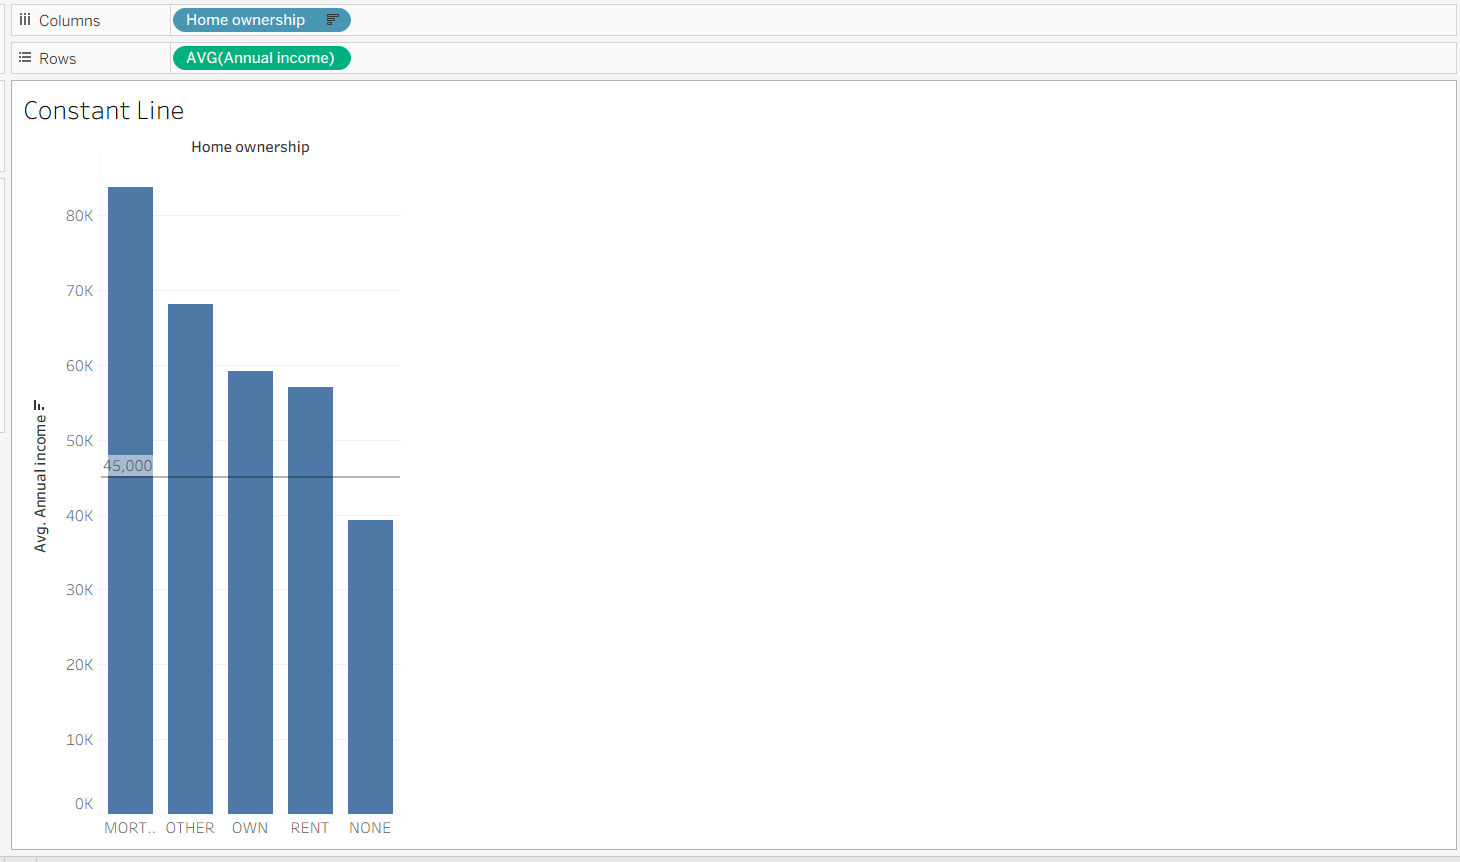 Columns
Home ownership
Rows
AVG(Annual income)
Constant Line
Home ownership
80K
70K
60K
50K
45,000
40K
30K
20K
10K
0K
Avg. Annual income
MORT.. OTHER OWN RENT NONE